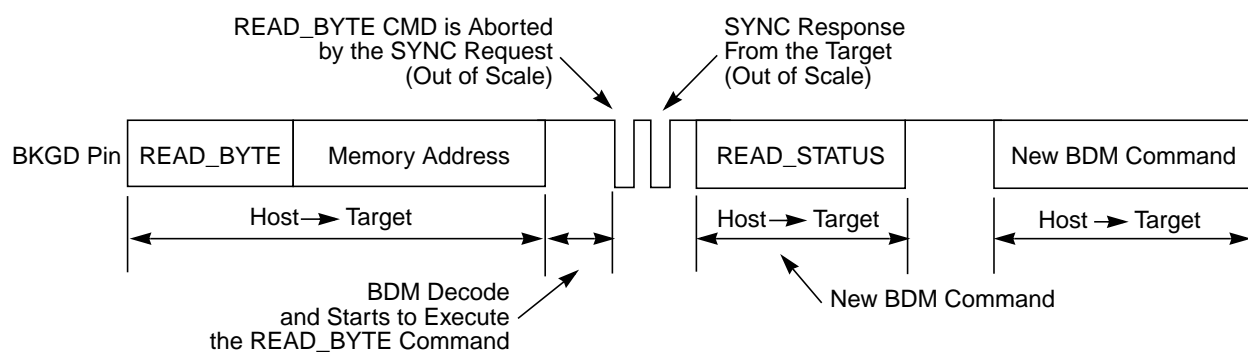 READ_BYTE CMD is Aborted
by the SYNC Request
(Out of Scale)
SYNC Response
From the Target
(Out of Scale)
BKGD Pin
READ_BYTE
Memory Address
READ_STATUS
New BDM Command
Host → Target
Host → Target
Host → Target
BDM Decode
and Starts to Execute
the READ_BYTE Command
New BDM Command